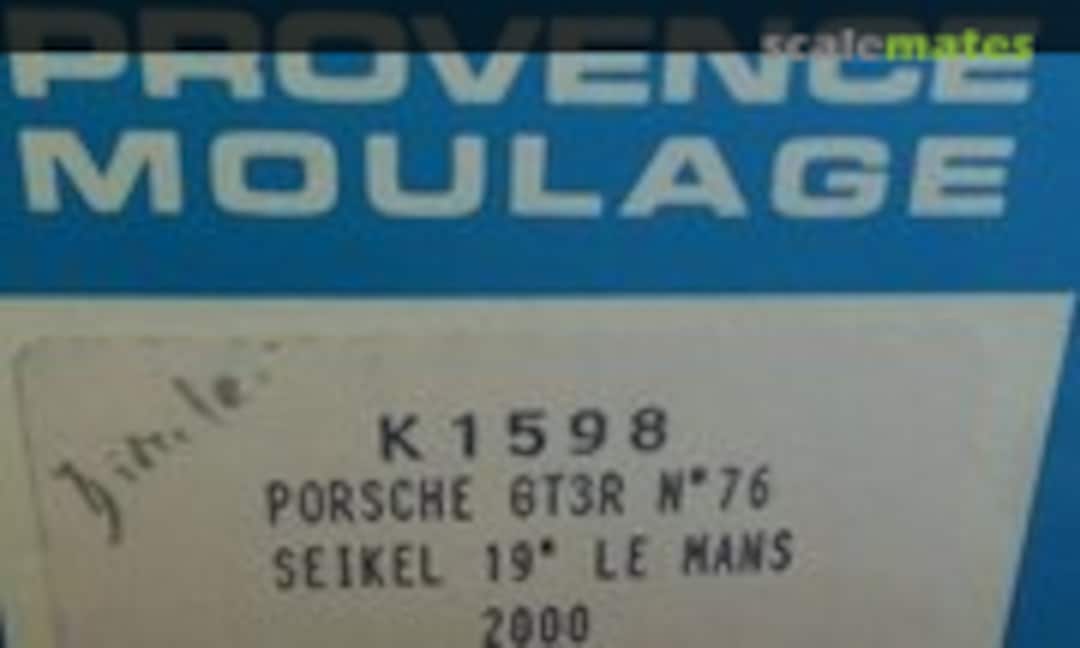 scalemates
PROVENCE
MOULAGE
K1598
PORSCHE GT3R N°76
SEIKEL 19° LE MANS
2000